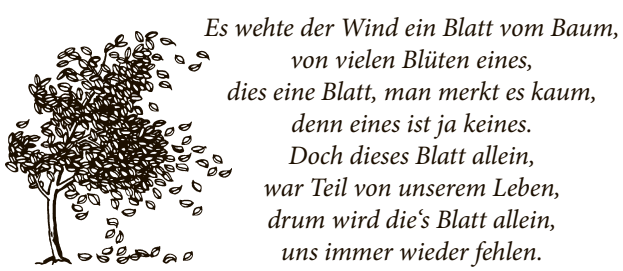 Es wehte der Wind ein Blatt vom Baum,
von vielen Blüten eines,
dies eine Blatt, man merkt es kaum,
denn eines ist ja keines.
Doch dieses Blatt allein,
war Teil von unserem Leben,
drum wird die‘s Blatt allein,
uns immer wieder fehlen.